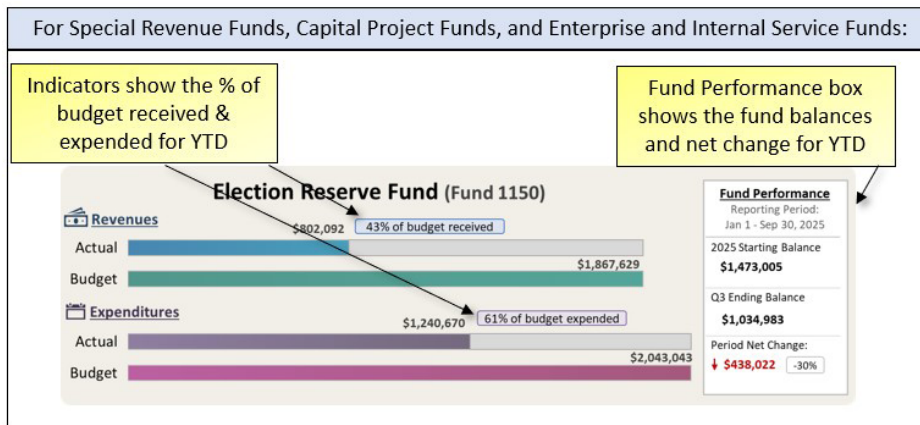 For Special Revenue Funds, Capital Project Funds, and Enterprise and Internal Service Funds:
Indicators show the % of
budget received &
expended for YTD
Fund Performance box
shows the fund balances
and net change for YTD
Election Reserve Fund (Fund 1150)
Revenues
$802,092
43% of budget received
Actual
$1,867,629
Budget
Expenditures
$1,240,670
61% of budget expended
Actual
$2,043,043
Budget
Fund Performance
Reporting Period:
Jan 1 - Sep 30, 2025
2025 Starting Balance
$1,473,005
Q3 Ending Balance
$1,034,983
Period Net Change:
↓ $438,022 -30%